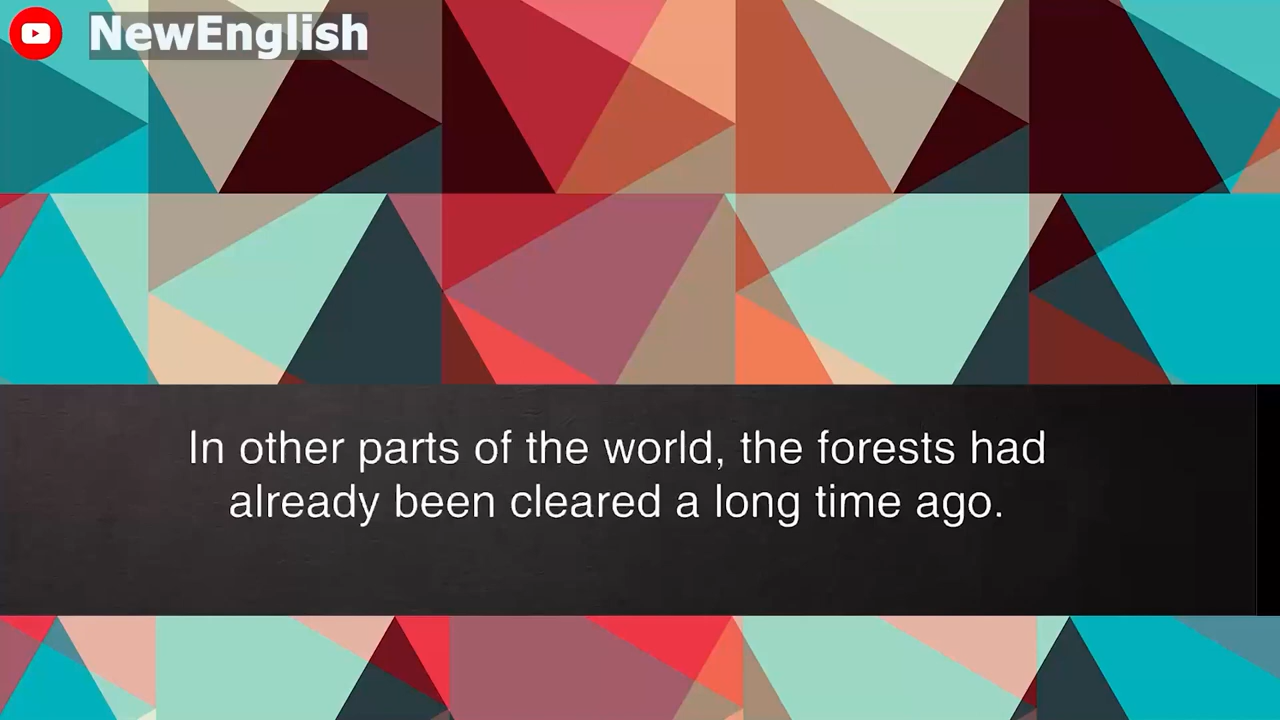 NewEnglish
In other parts of the world, the forests had
already been cleared a long time ago.